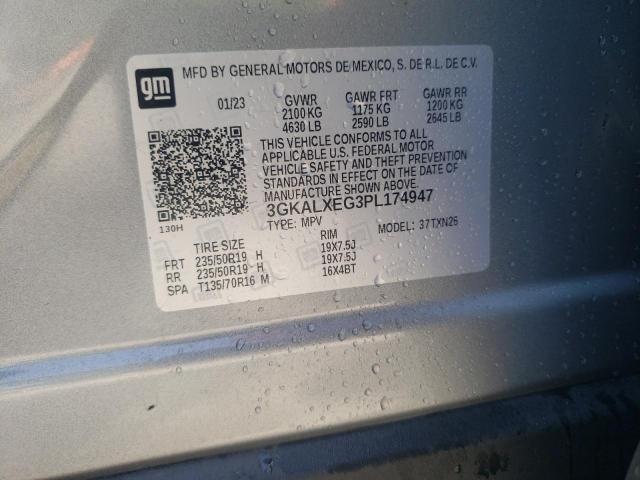 gm
MFD BY GENERAL MOTORS DE MEXICO, S. DE R.L. DE C.V.
01/23 GVWR GAWR FRT GAWR RR
2100 KG 1175 KG 1200 KG
4630 LB 2590 LB 2645 LB
THIS VEHICLE CONFORMS TO ALL
APPLICABLE U.S. FEDERAL MOTOR
VEHICLE SAFETY AND THEFT PREVENTION
STANDARDS IN EFFECT ON THE DATE OF
MANUFACTURE SHOWN ABOVE.
3GKALXEG3PL174947
130H
TYPE: MPV MODEL: 37TXN26
TIRE SIZE RIM
FRT 235/50R19 H 19X7.5J
RR 235/50R19 H 19X7.5J
SPA T135/70R16 M 16X4BT